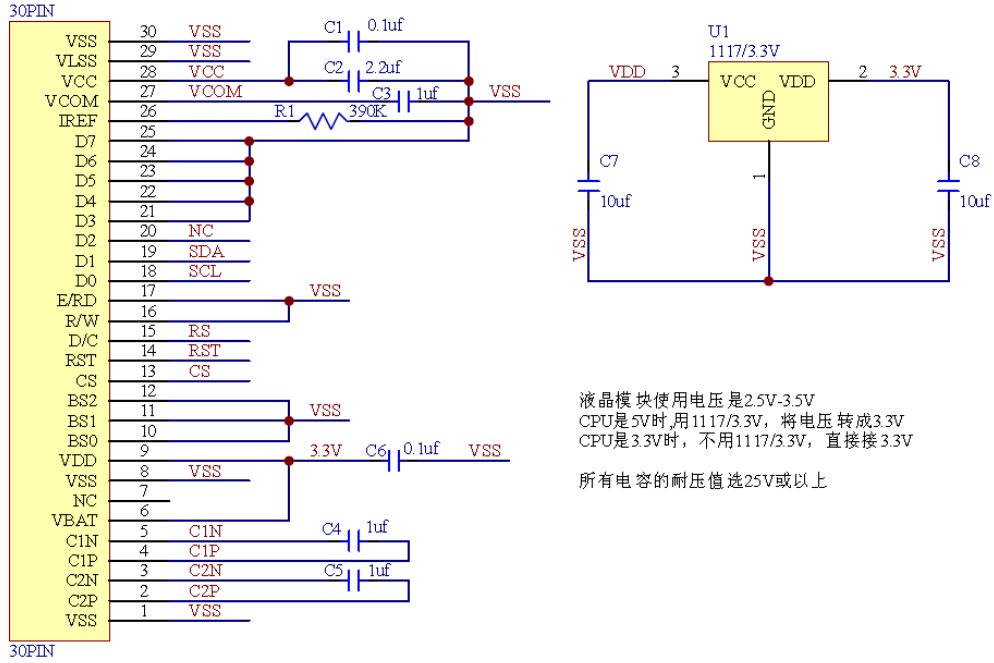 30PIN
VSS 30 VSS
VLSS 29 VSS
VCC 28 VCC
VCOM 27 VCOM
IREF 26
D7 25
D6 24
D5 23
D4 22
D3 21
D2 20 NC
D1 19 SDA
D0 18 SCL
E/RD 17
R/W 16
D/C 15 RS
RST 14 RST
CS 13 CS
BS2 12
BS1 11
BS0 10
VDD 9
VSS 8 VSS
NC 7
VBAT 6
C1N 5 C1N
C1P 4 C1P
C2N 3 C2N
C2P 2 C2P
VSS 1 VSS
30PIN
C1 0.1uf
C2 2.2uf
C3 1uf
VSS
R1 390K
VSS
VSS
3.3V C6 0.1uf VSS
C4 1uf
C5 1uf
U1
1117/3.3V
VDD 3 VCC VDD 2 3.3V
GND
1
C7
10uf
C8
10uf
VSS
VSS
VSS
液晶模块使用电压是2.5V-3.5V
CPU是5V时,用1117/3.3V，将电压转成3.3V
CPU是3.3V时，不用1117/3.3V，直接接3.3V
所有电容的耐压值选25V或以上